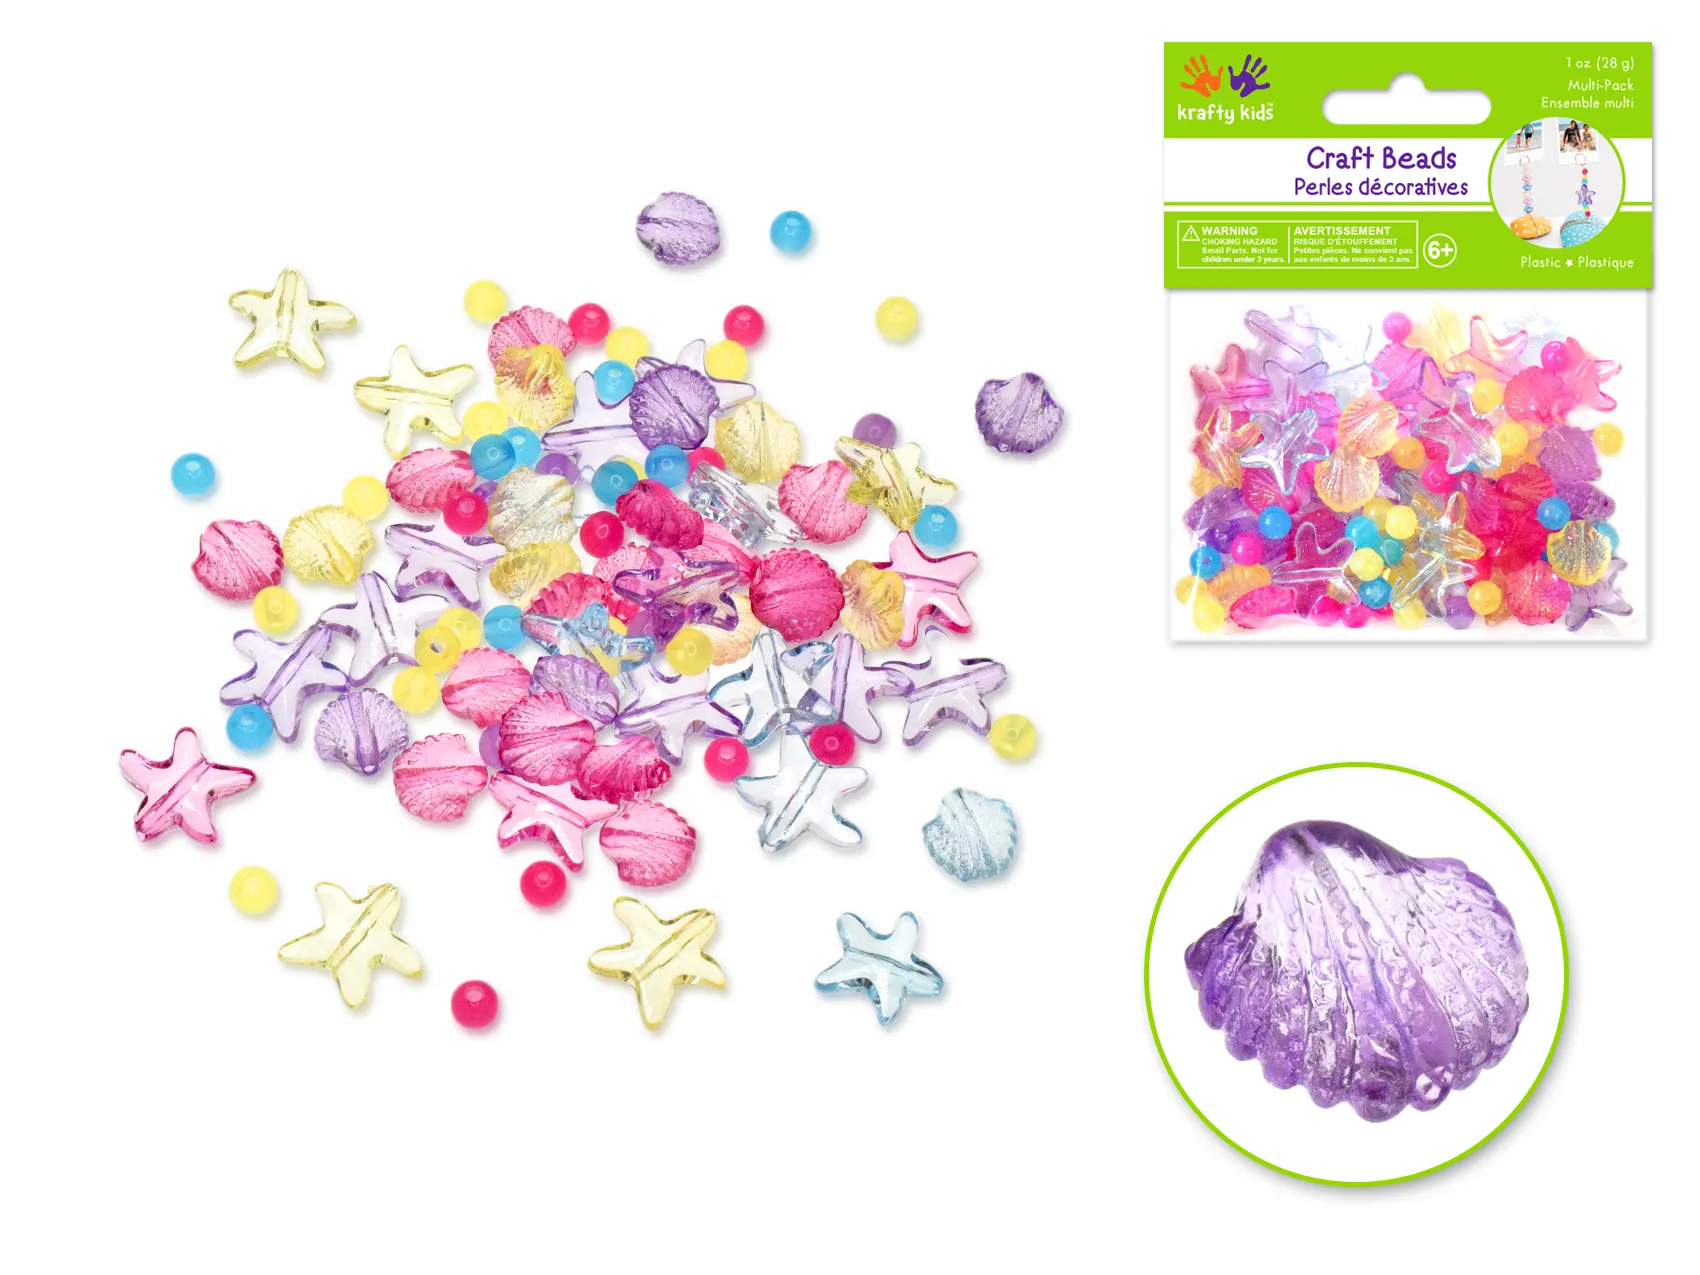 krafty kids™
1 oz (28 g)
Multi-Pack
Ensemble multi
Craft Beads
Perles décoratives
WARNING
CHOKING HAZARD
Small Parts. Not for
children under 3 years.
AVERTISSEMENT
RISQUE D'ÉTOUFFEMENT
Petites pièces. Ne convient pas
aux enfants de moins de 3 ans.
6+
Plastic ★ Plastique